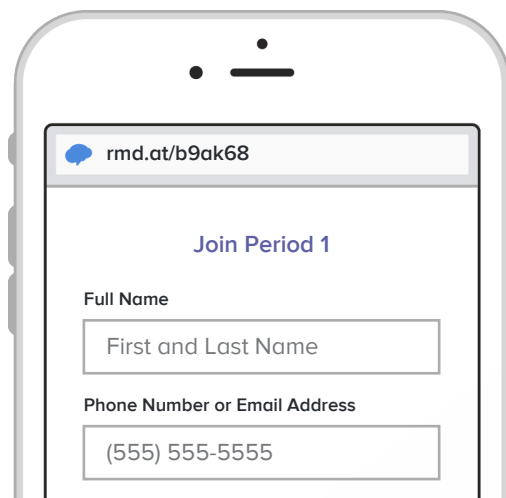 rmd.at/b9ak68
Join Period 1
Full Name
First and Last Name
Phone Number or Email Address
(555) 555-5555